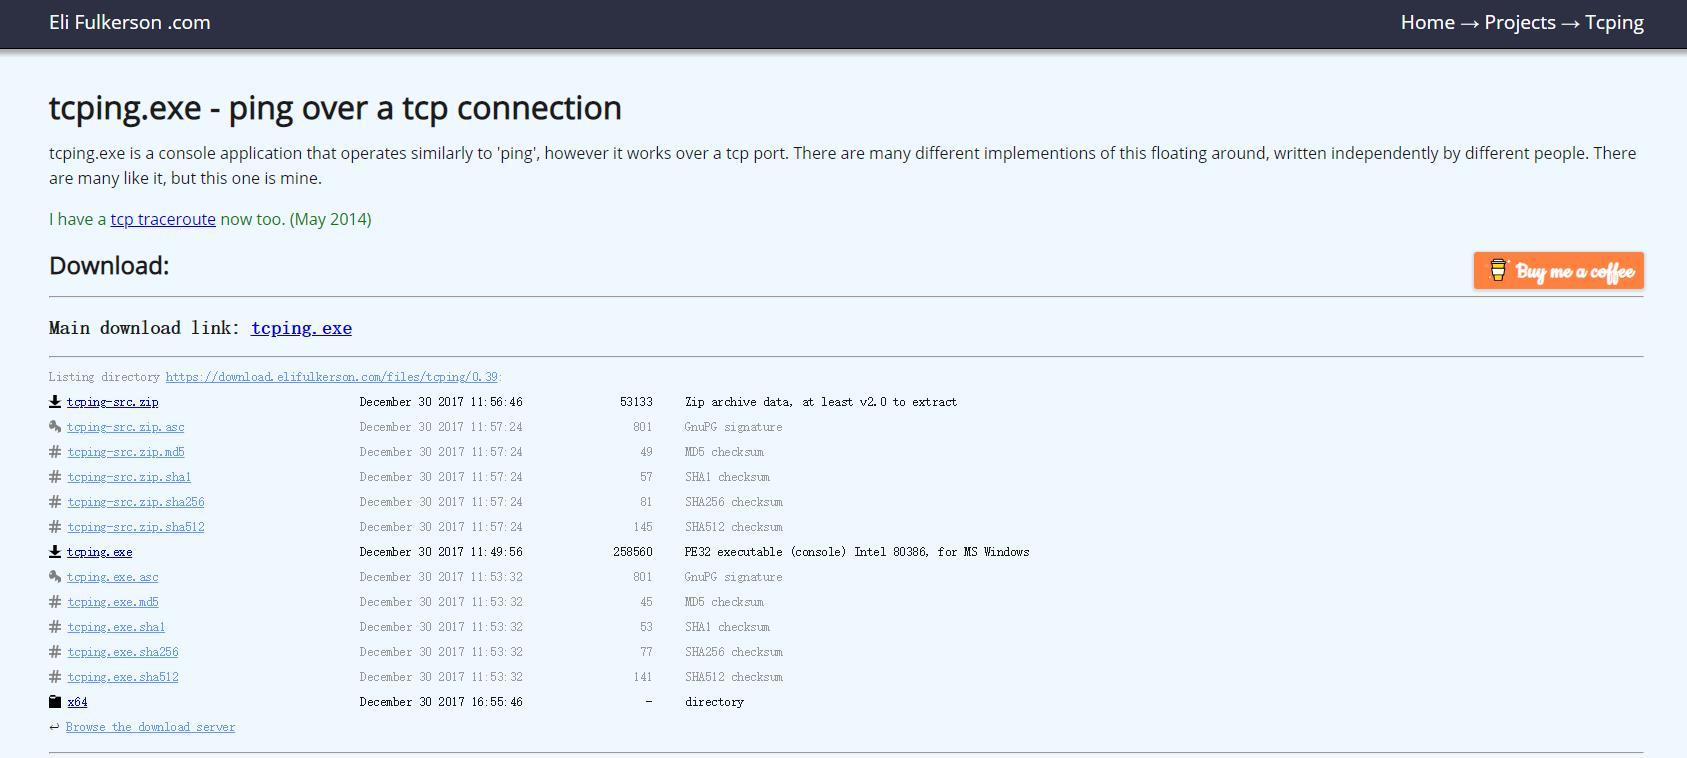 Eli Fulkerson .com
Home → Projects → Tcping
tcping.exe - ping over a tcp connection
tcping.exe is a console application that operates similarly to 'ping', however it works over a tcp port. There are many different implementions of this floating around, written independently by different people. There
are many like it, but this one is mine.
I have a tcp traceroute now too. (May 2014)
Download:
Buy me a coffee
Main download link: tcping.exe
Listing directory https://download.elifulkerson.com/files/tcping/0.39:
tcping-src.zip December 30 2017 11:56:46 53133 Zip archive data, at least v2.0 to extract
tcping-src.zip.asc December 30 2017 11:57:24 801 GnuPG signature
# tcping-src.zip.md5 December 30 2017 11:57:24 49 MD5 checksum
# tcping-src.zip.sha1 December 30 2017 11:57:24 57 SHA1 checksum
# tcping-src.zip.sha256 December 30 2017 11:57:24 81 SHA256 checksum
# tcping-src.zip.sha512 December 30 2017 11:57:24 145 SHA512 checksum
tcping.exe December 30 2017 11:49:56 258560 PE32 executable (console) Intel 80386, for MS Windows
tcping.exe.asc December 30 2017 11:53:32 801 GnuPG signature
# tcping.exe.md5 December 30 2017 11:53:32 45 MD5 checksum
# tcping.exe.sha1 December 30 2017 11:53:32 53 SHA1 checksum
# tcping.exe.sha256 December 30 2017 11:53:32 77 SHA256 checksum
# tcping.exe.sha512 December 30 2017 11:53:32 141 SHA512 checksum
x64 December 30 2017 16:55:46 - directory
↩ Browse the download server